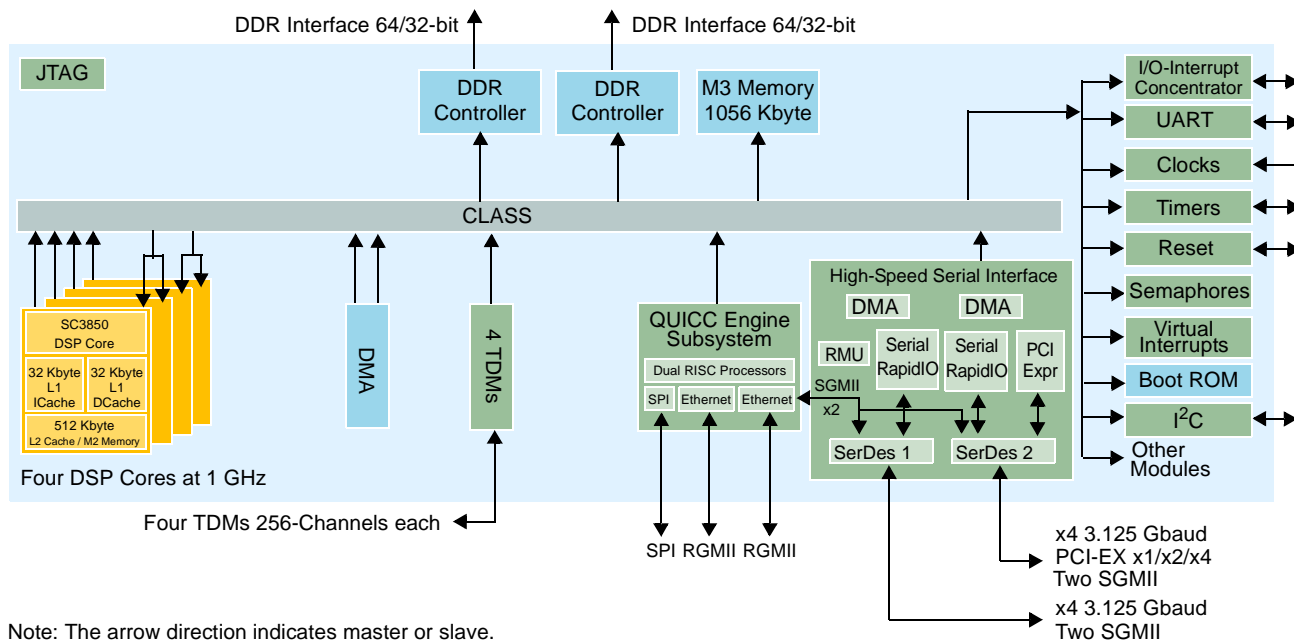 DDR Interface 64/32-bit
DDR Interface 64/32-bit
JTAG
DDR
Controller
DDR
Controller
M3 Memory
1056 Kbyte
I/O-Interrupt
Concentrator
UART
Clocks
Timers
Reset
Semaphores
Virtual
Interrupts
Boot ROM
I2C
Other
Modules
CLASS
SC3850
DSP Core
32 Kbyte
L1
ICache
32 Kbyte
L1
DCache
512 Kbyte
L2 Cache / M2 Memory
Four DSP Cores at 1 GHz
DMA
4 TDMs
Four TDMs 256-Channels each
QUICC Engine
Subsystem
Dual RISC Processors
SPI
Ethernet
Ethernet
SPI
RGMII
RGMII
High-Speed Serial Interface
DMA
DMA
RMU
Serial
RapidIO
Serial
RapidIO
PCI
Expr
SGMII
x2
SerDes 1
SerDes 2
x4 3.125 Gbaud
PCI-EX x1/x2/x4
Two SGMII
x4 3.125 Gbaud
Two SGMII
Note: The arrow direction indicates master or slave.